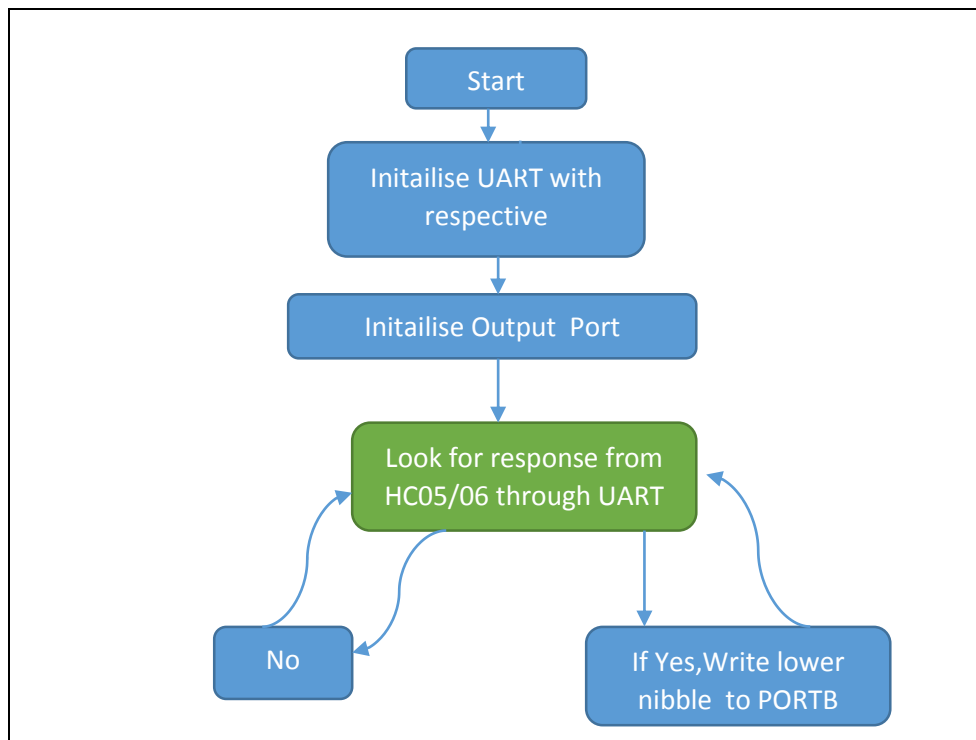 Start
Initailise UART with
respective
Initailise Output  Port
Look for response from
HC05/06 through UART
No
If Yes,Write lower
nibble  to PORTB